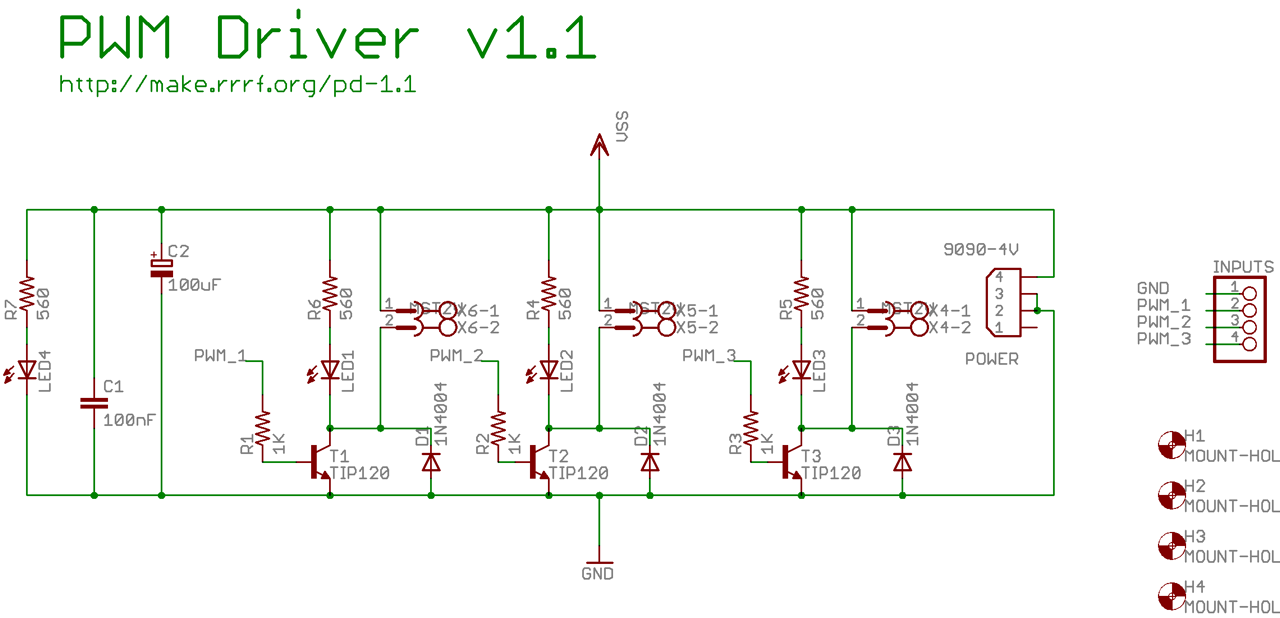 PWM Driver v1.1
http://make.rrrf.org/pd-1.1
VSS
C2
+
100uF
9090-4V
4
3
2
1
POWER
INPUTS
GND
PWM_1
PWM_2
PWM_3
1
2
3
4
R7
560
R6
560
R4
560
R5
560
1
2
X6-1
X6-2
1
2
X5-1
X5-2
1
2
X4-1
X4-2
PWM_1
PWM_2
PWM_3
LED4
LED1
LED2
LED3
C1
100nF
R1
1K
R2
1K
R3
1K
T1
TIP120
T2
TIP120
T3
TIP120
D1
1N4004
D2
1N4004
D3
1N4004
GND
H1
MOUNT-HOL
H2
MOUNT-HOL
H3
MOUNT-HOL
H4
MOUNT-HOL